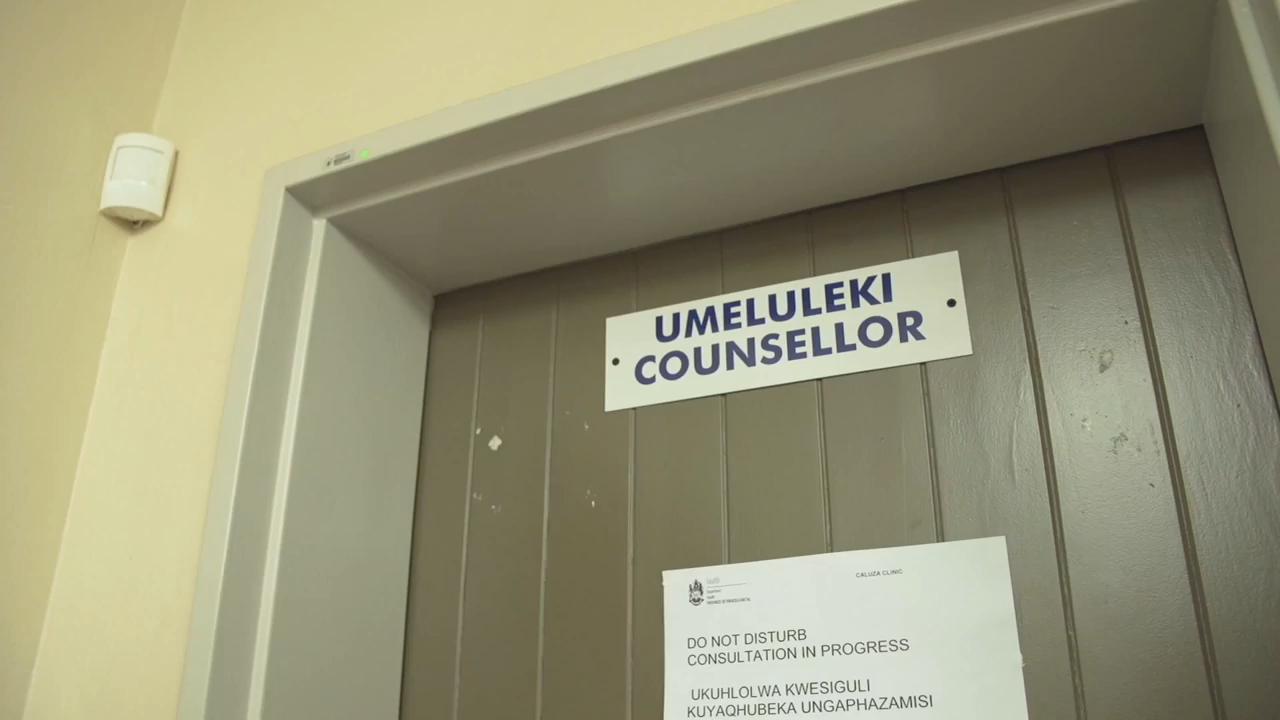 UMELULEKI
COUNSELLOR
CALUZA CLINIC
DO NOT DISTURB
CONSULTATION IN PROGRESS
UKUHLOLWA KWESIGULI
KUYAQHUBEKA UNGAPHAZAMISI